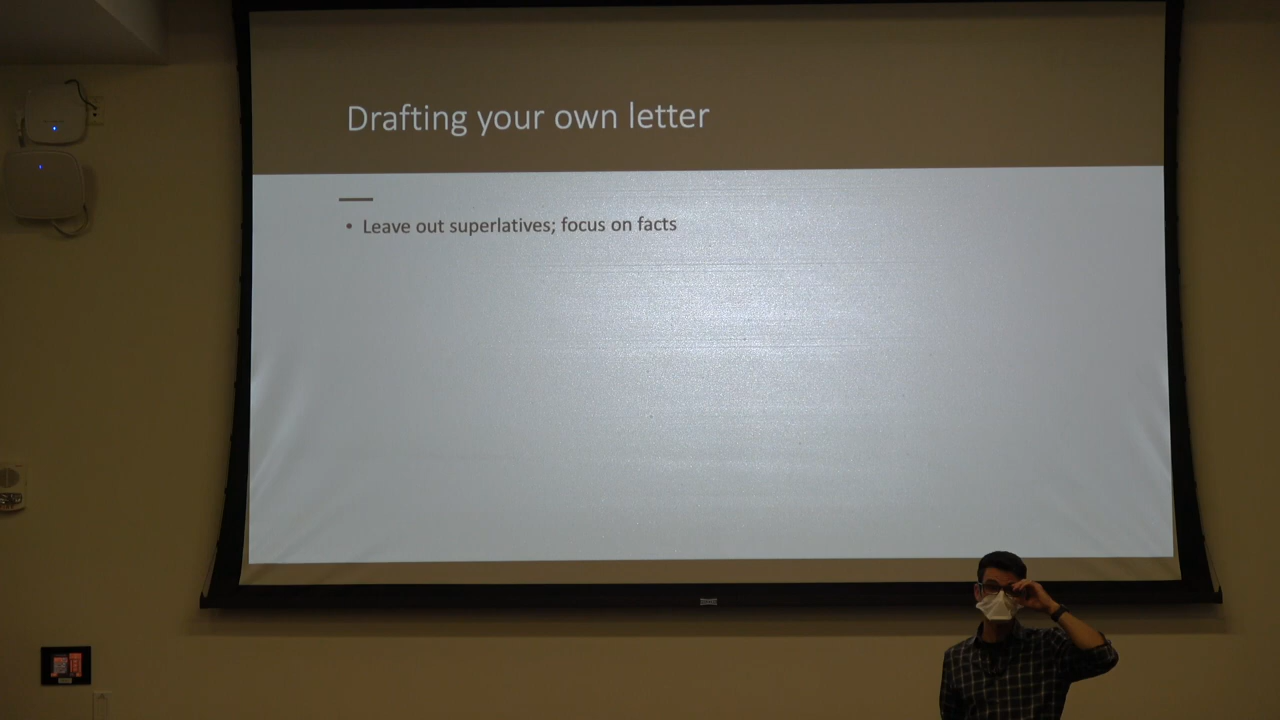 Drafting your own letter
• Leave out superlatives; focus on facts